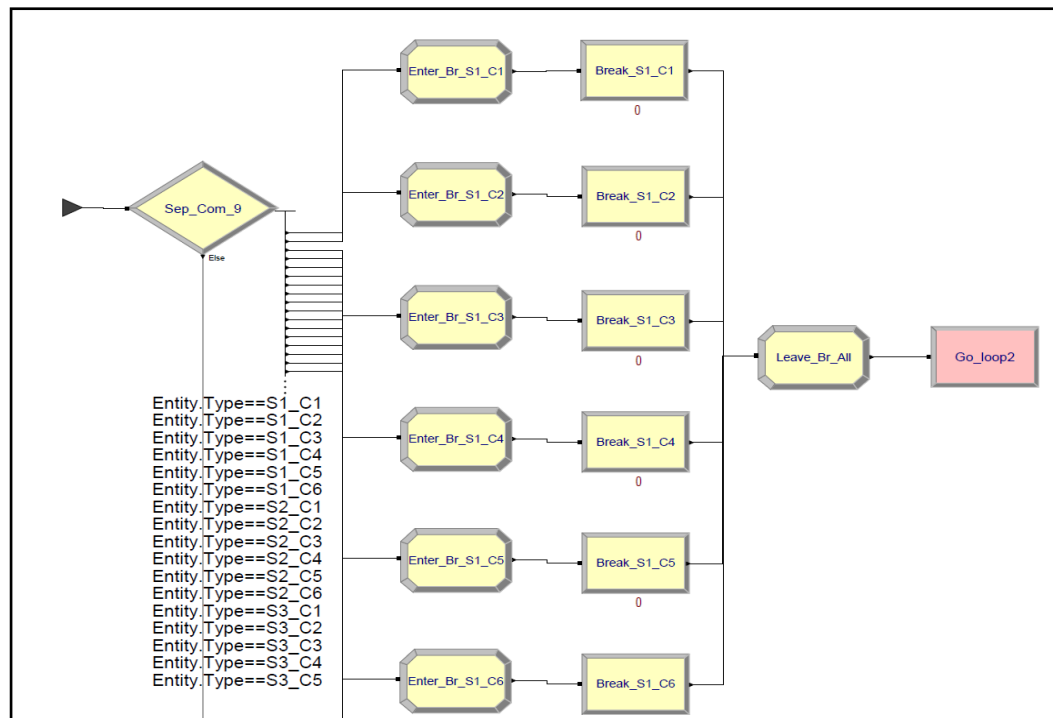 Enter_Br_S1_C1
Break_S1_C1
0
Sep_Com_9
Else
Enter_Br_S1_C2
Break_S1_C2
0
Enter_Br_S1_C3
Break_S1_C3
0
Leave_Br_All
Go_loop2
Entity.Type==S1_C1
Entity.Type==S1_C2
Entity.Type==S1_C3
Entity.Type==S1_C4
Entity.Type==S1_C5
Entity.Type==S1_C6
Entity.Type==S2_C1
Entity.Type==S2_C2
Entity.Type==S2_C3
Entity.Type==S2_C4
Entity.Type==S2_C5
Entity.Type==S2_C6
Entity.Type==S3_C1
Entity.Type==S3_C2
Entity.Type==S3_C3
Entity.Type==S3_C4
Entity.Type==S3_C5
Enter_Br_S1_C4
Break_S1_C4
0
Enter_Br_S1_C5
Break_S1_C5
0
Enter_Br_S1_C6
Break_S1_C6